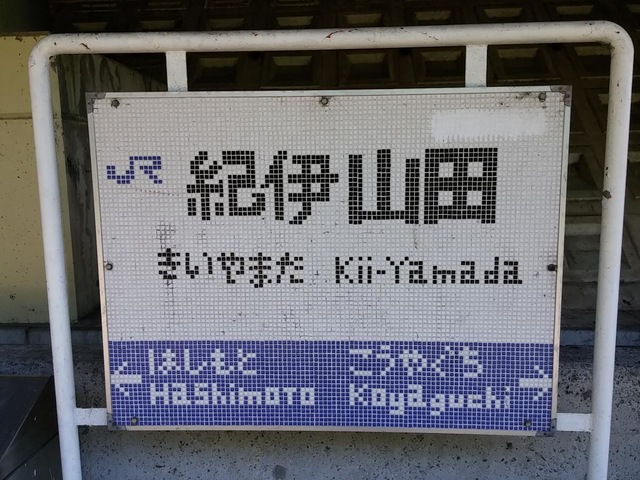 JR 紀伊山田
きいやまだ Kii-Yamada
はしもと こうやぐち
← Hashimoto Koyaguchi →